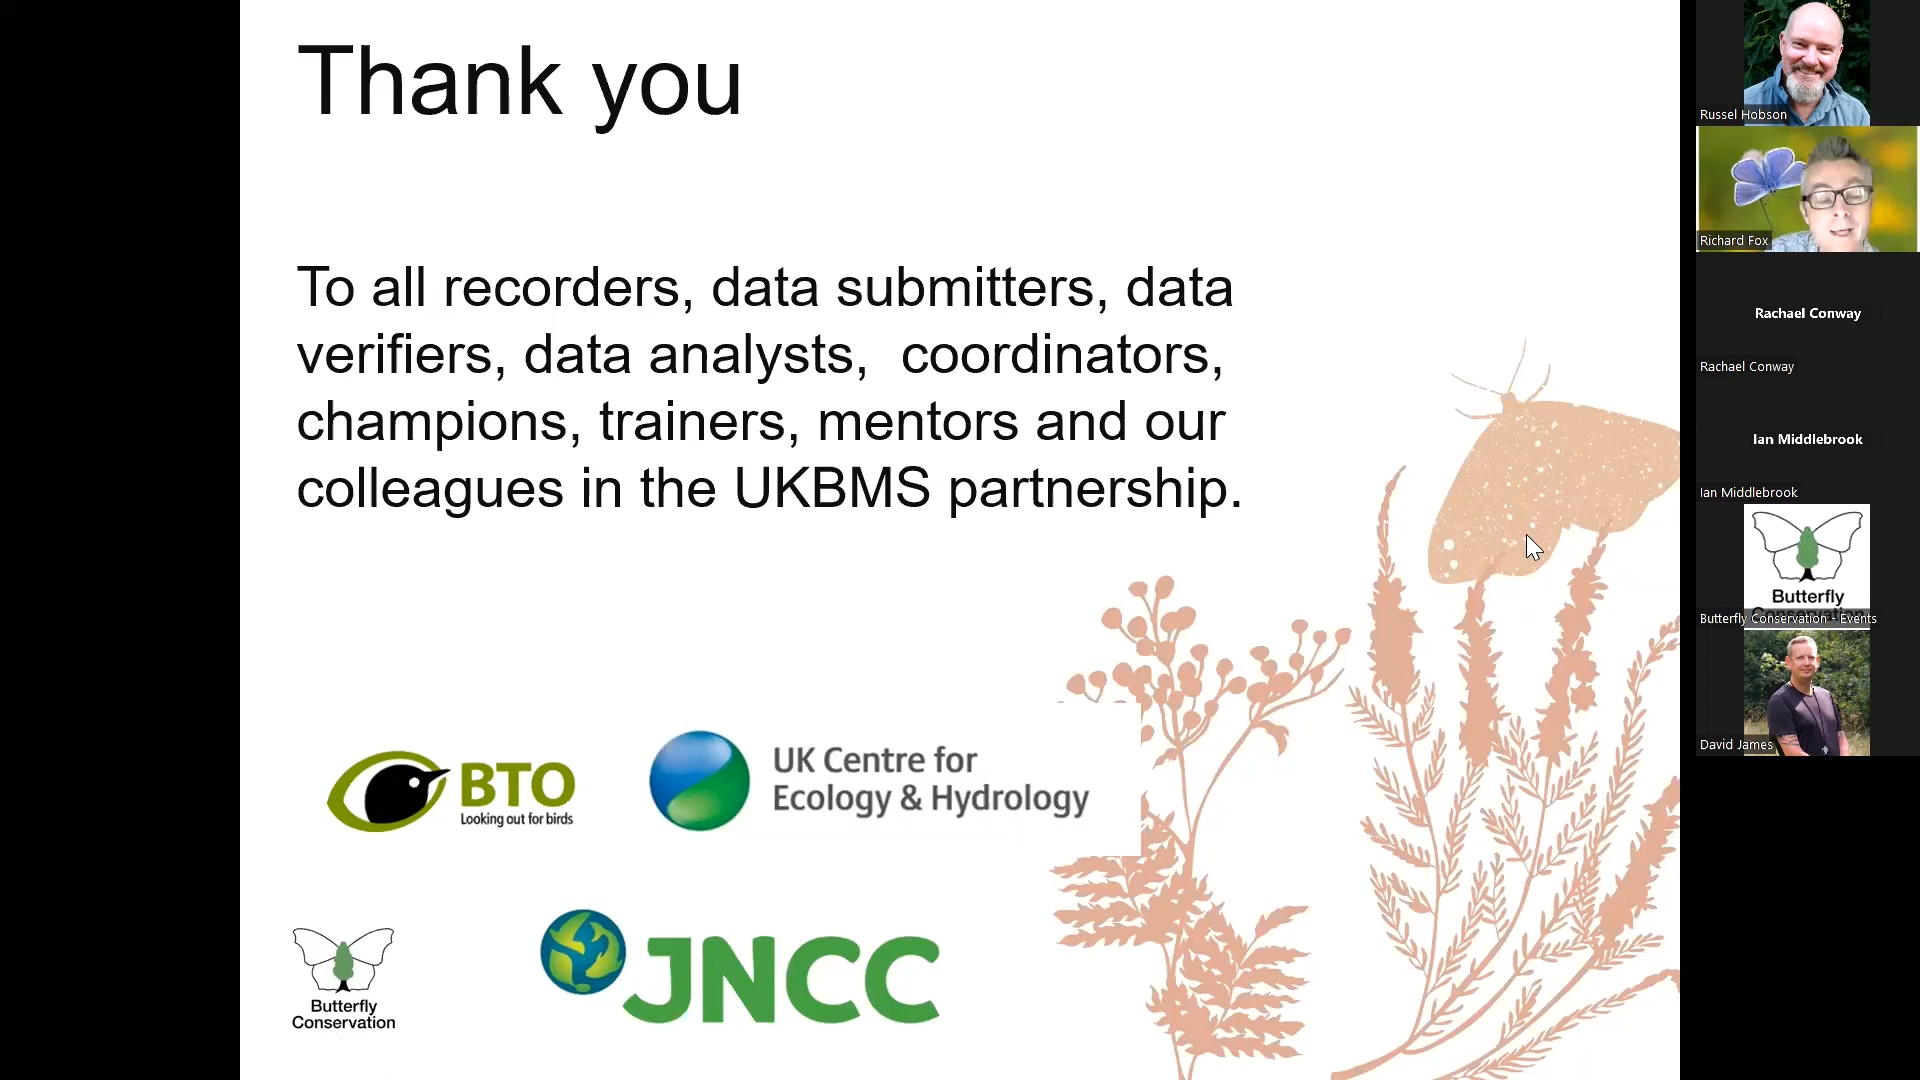 Thank you
To all recorders, data submitters, data
verifiers, data analysts,  coordinators,
champions, trainers, mentors and our
colleagues in the UKBMS partnership.
BTO
Looking out for birds
UK Centre for
Ecology & Hydrology
Butterfly
Conservation
JNCC
Russel Hobson
Richard Fox
Rachael Conway
Rachael Conway
Ian Middlebrook
Ian Middlebrook
Butterfly
Conservation
Butterfly Conservation - Events
David James